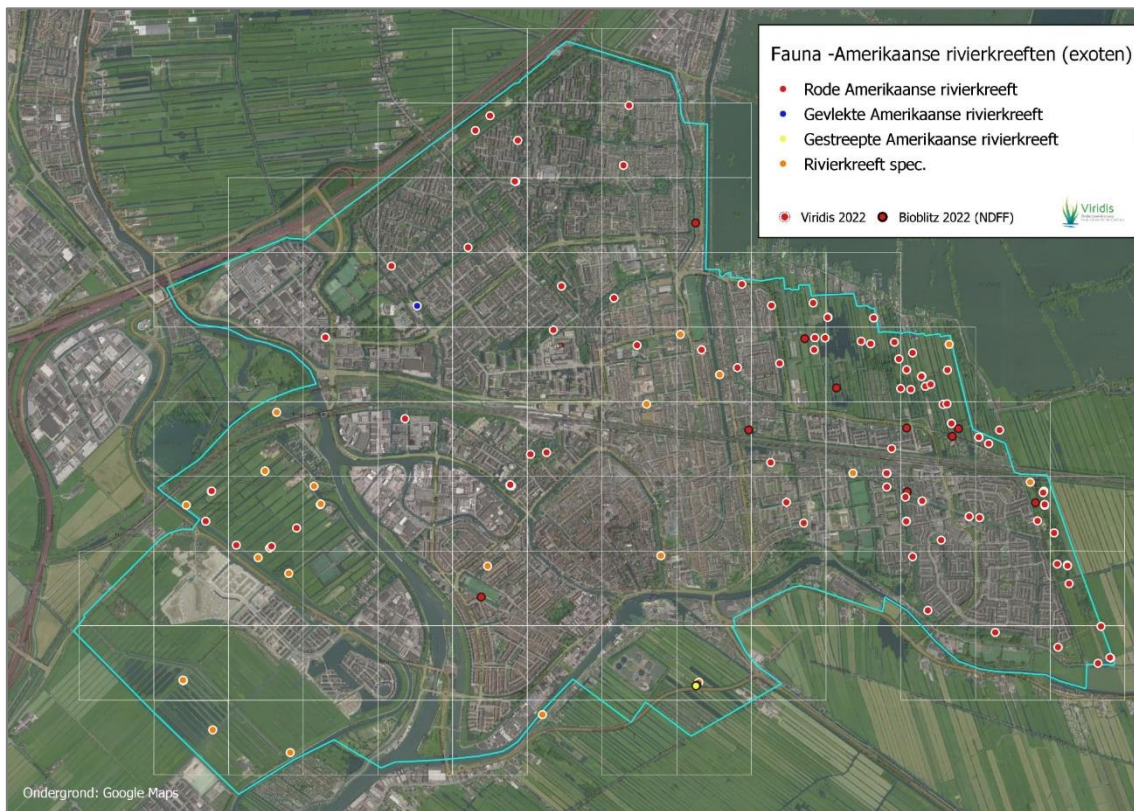 Fauna -Amerikaanse rivierkreeften (exoten)
Rode Amerikaanse rivierkreeft
Gevlekte Amerikaanse rivierkreeft
Gestreepte Amerikaanse rivierkreeft
Rivierkreeft spec.
Viridis 2022
Bioblitz 2022 (NDFF)
Viridis
Ondergrond: Google Maps